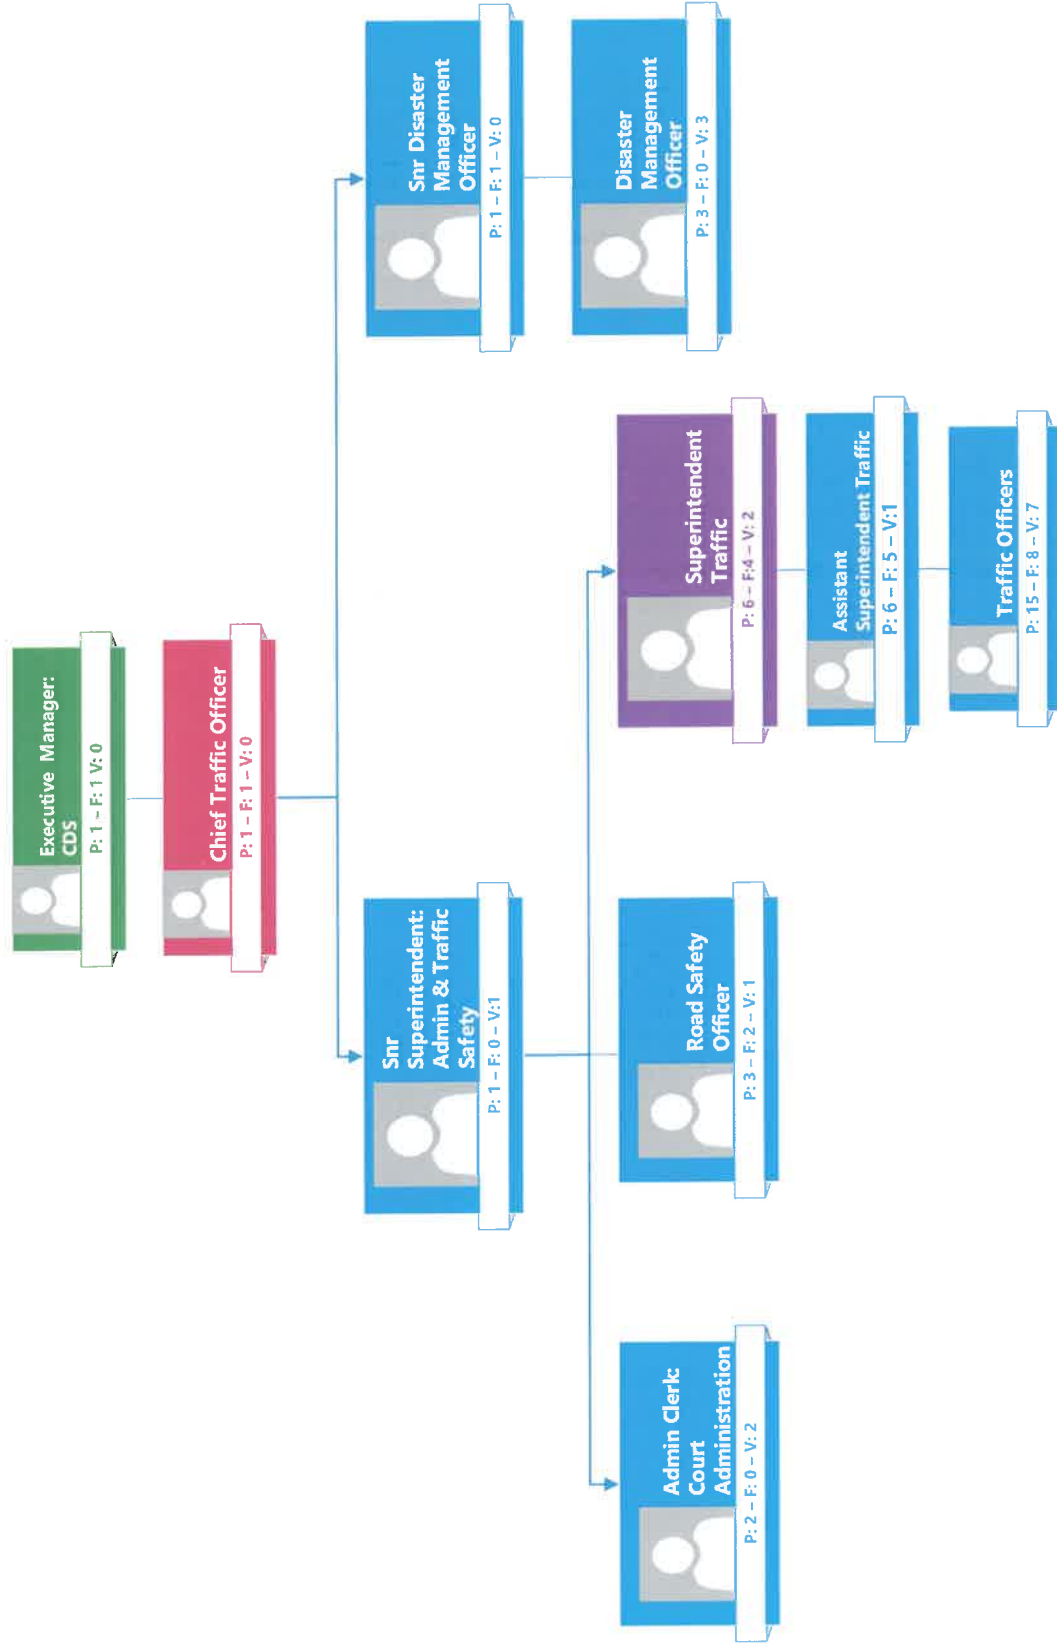 Executive Manager:
CDS
P: 1 – F: 1 V: 0
Chief Traffic Officer
P: 1 – F: 1 – V: 0
Snr
Superintendent:
Admin & Traffic
Safety
P: 1 – F: 0 – V:1
Snr Disaster
Management
Officer
P: 1 – F: 1 – V: 0
Disaster
Management
Officer
P: 3 – F: 0 – V: 3
Admin Clerk:
Court
Administration
P: 2 – F: 0 – V: 2
Road Safety
Officer
P: 3 – F: 2 – V: 1
Superintendent
Traffic
P: 6 – F:4 – V: 2
Assistant
Superintendent Traffic
P: 6 – F: 5 – V:1
Traffic Officers
P: 15 – F: 8 – V: 7